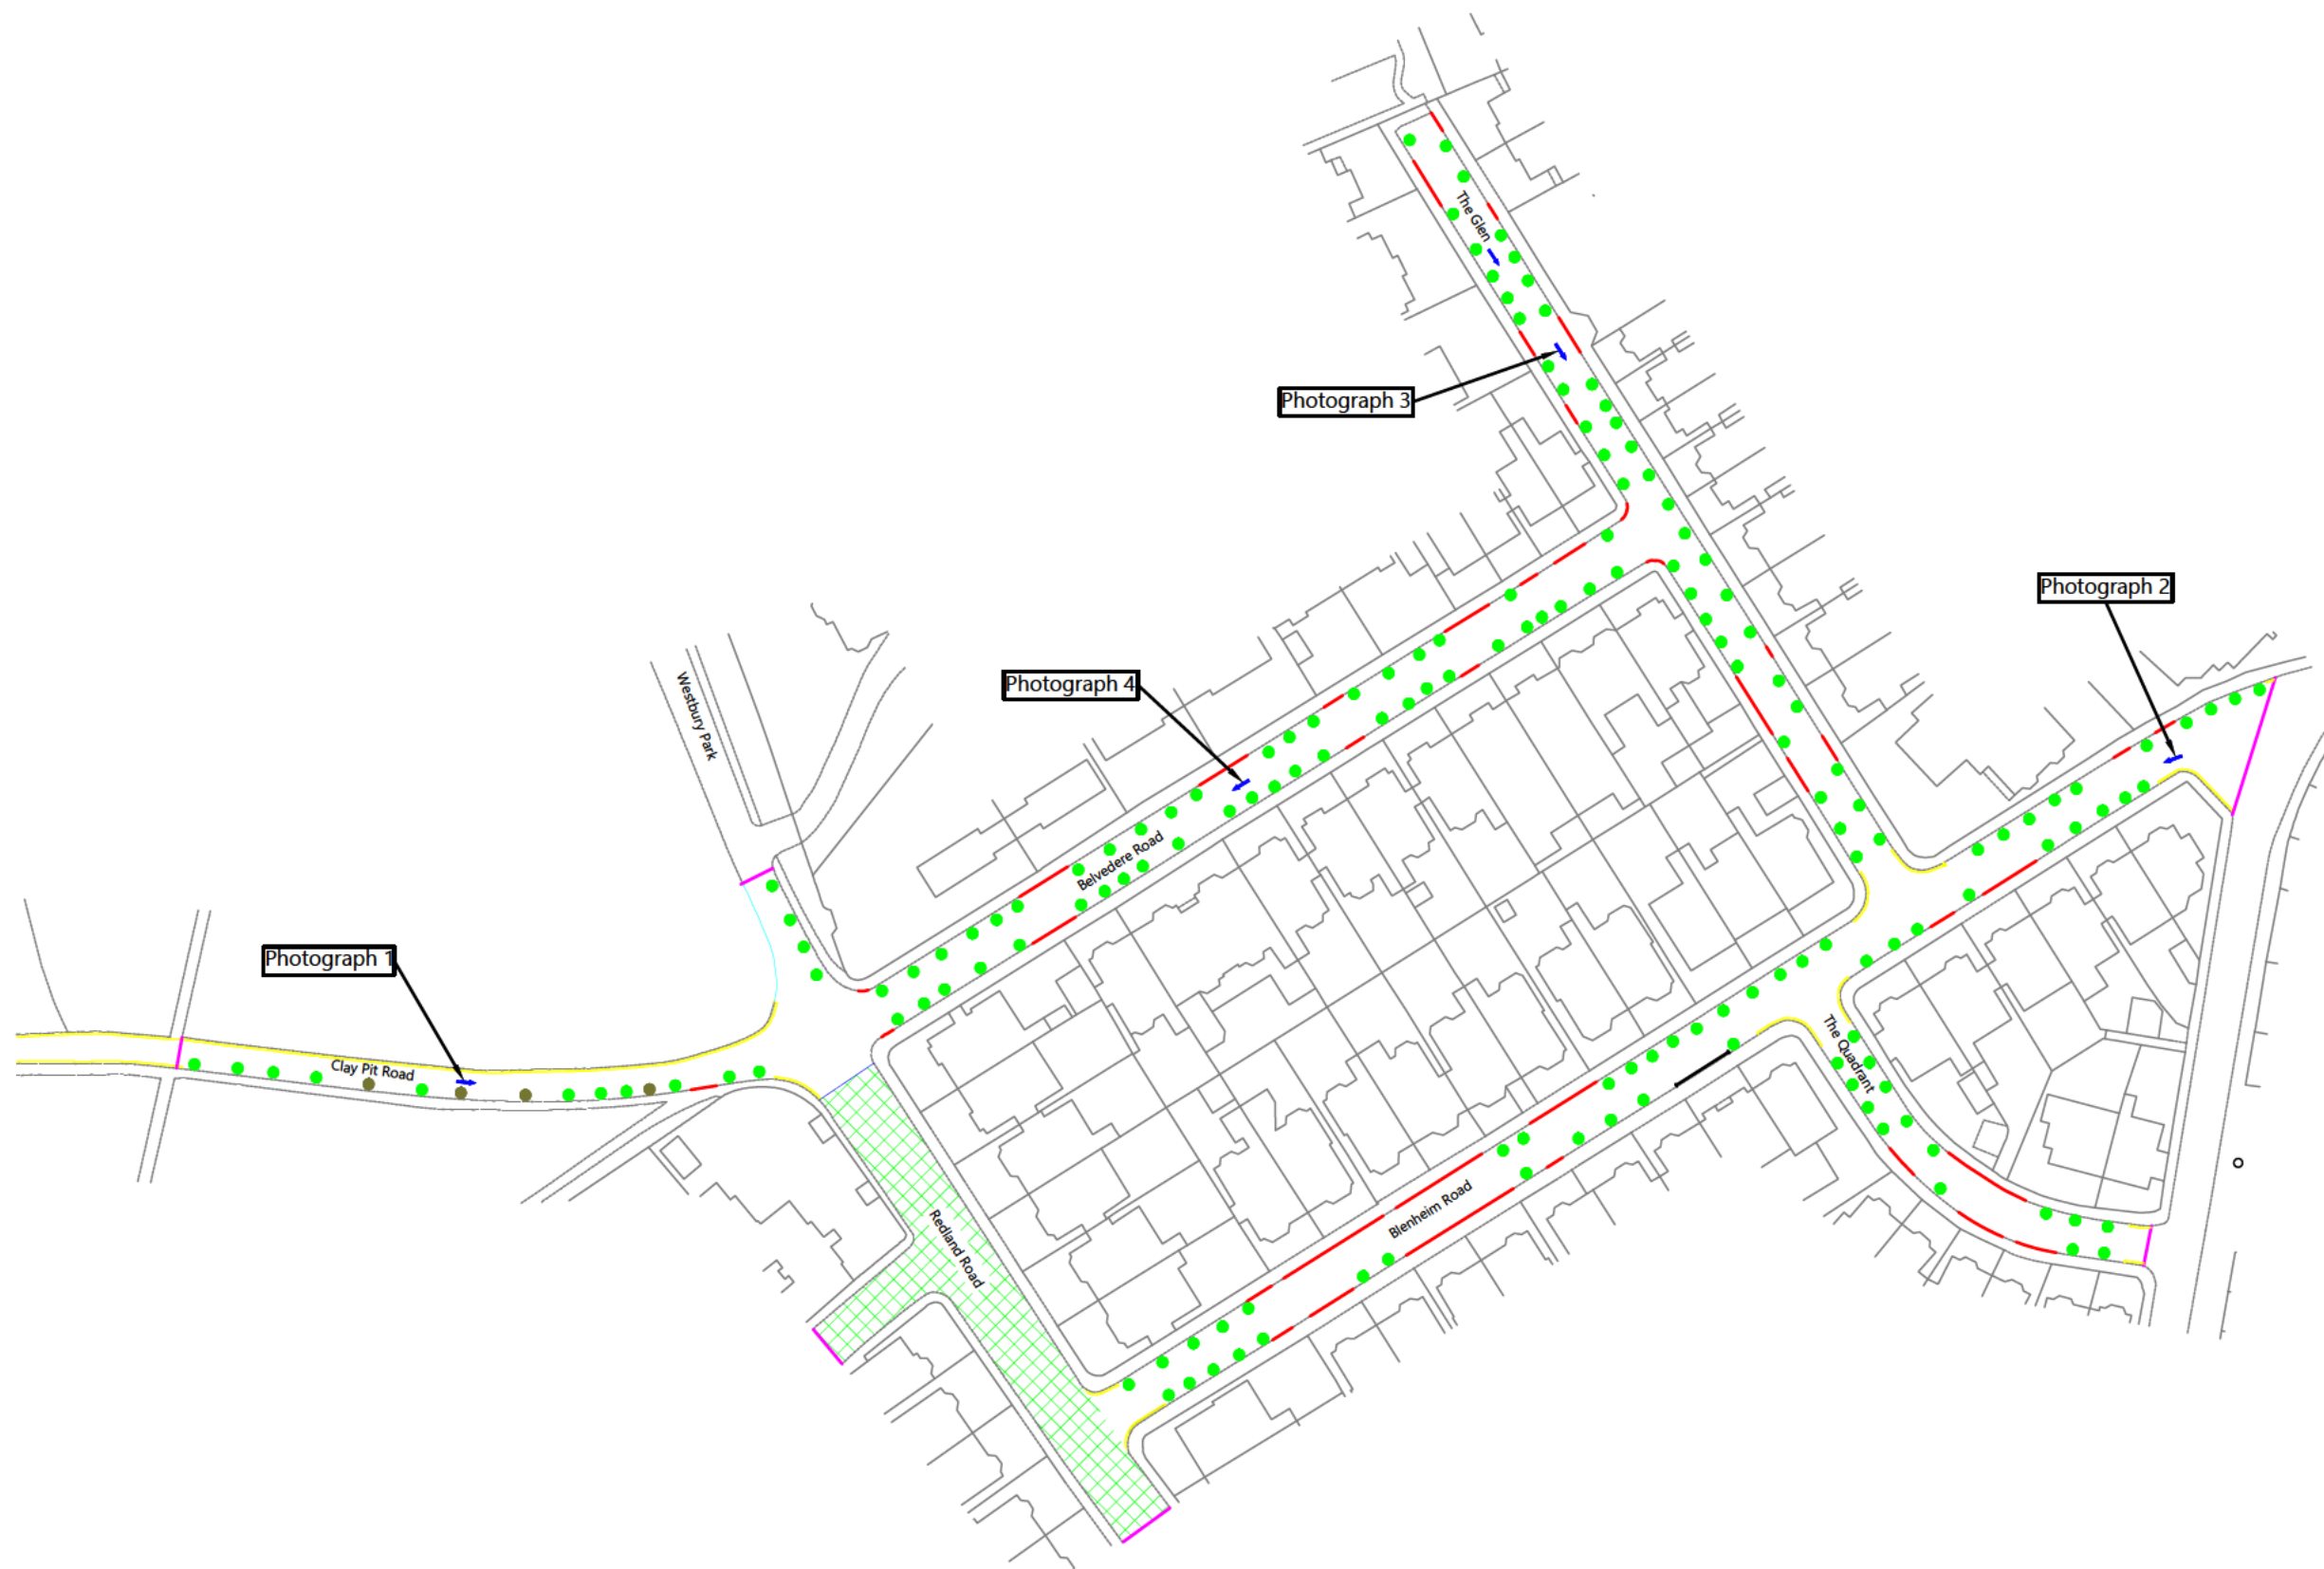 The Glen
Photograph 3
Photograph 2
Westbury Park
Photograph 4
Belvedere Road
Photograph 1
Clay Pit Road
The Quadrant
Blenheim Road
Redland Road